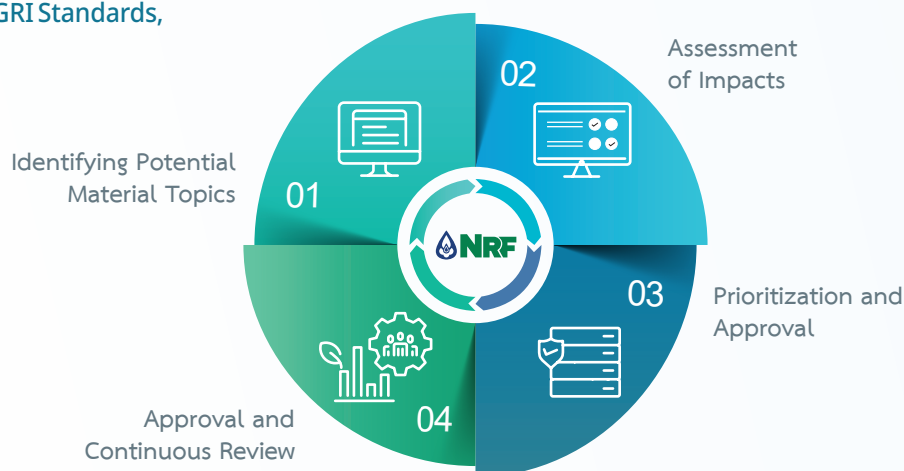 GRI Standards,
01
Identifying Potential
Material Topics
02
Assessment
of Impacts
NRF
03
Prioritization and
Approval
04
Approval and
Continuous Review